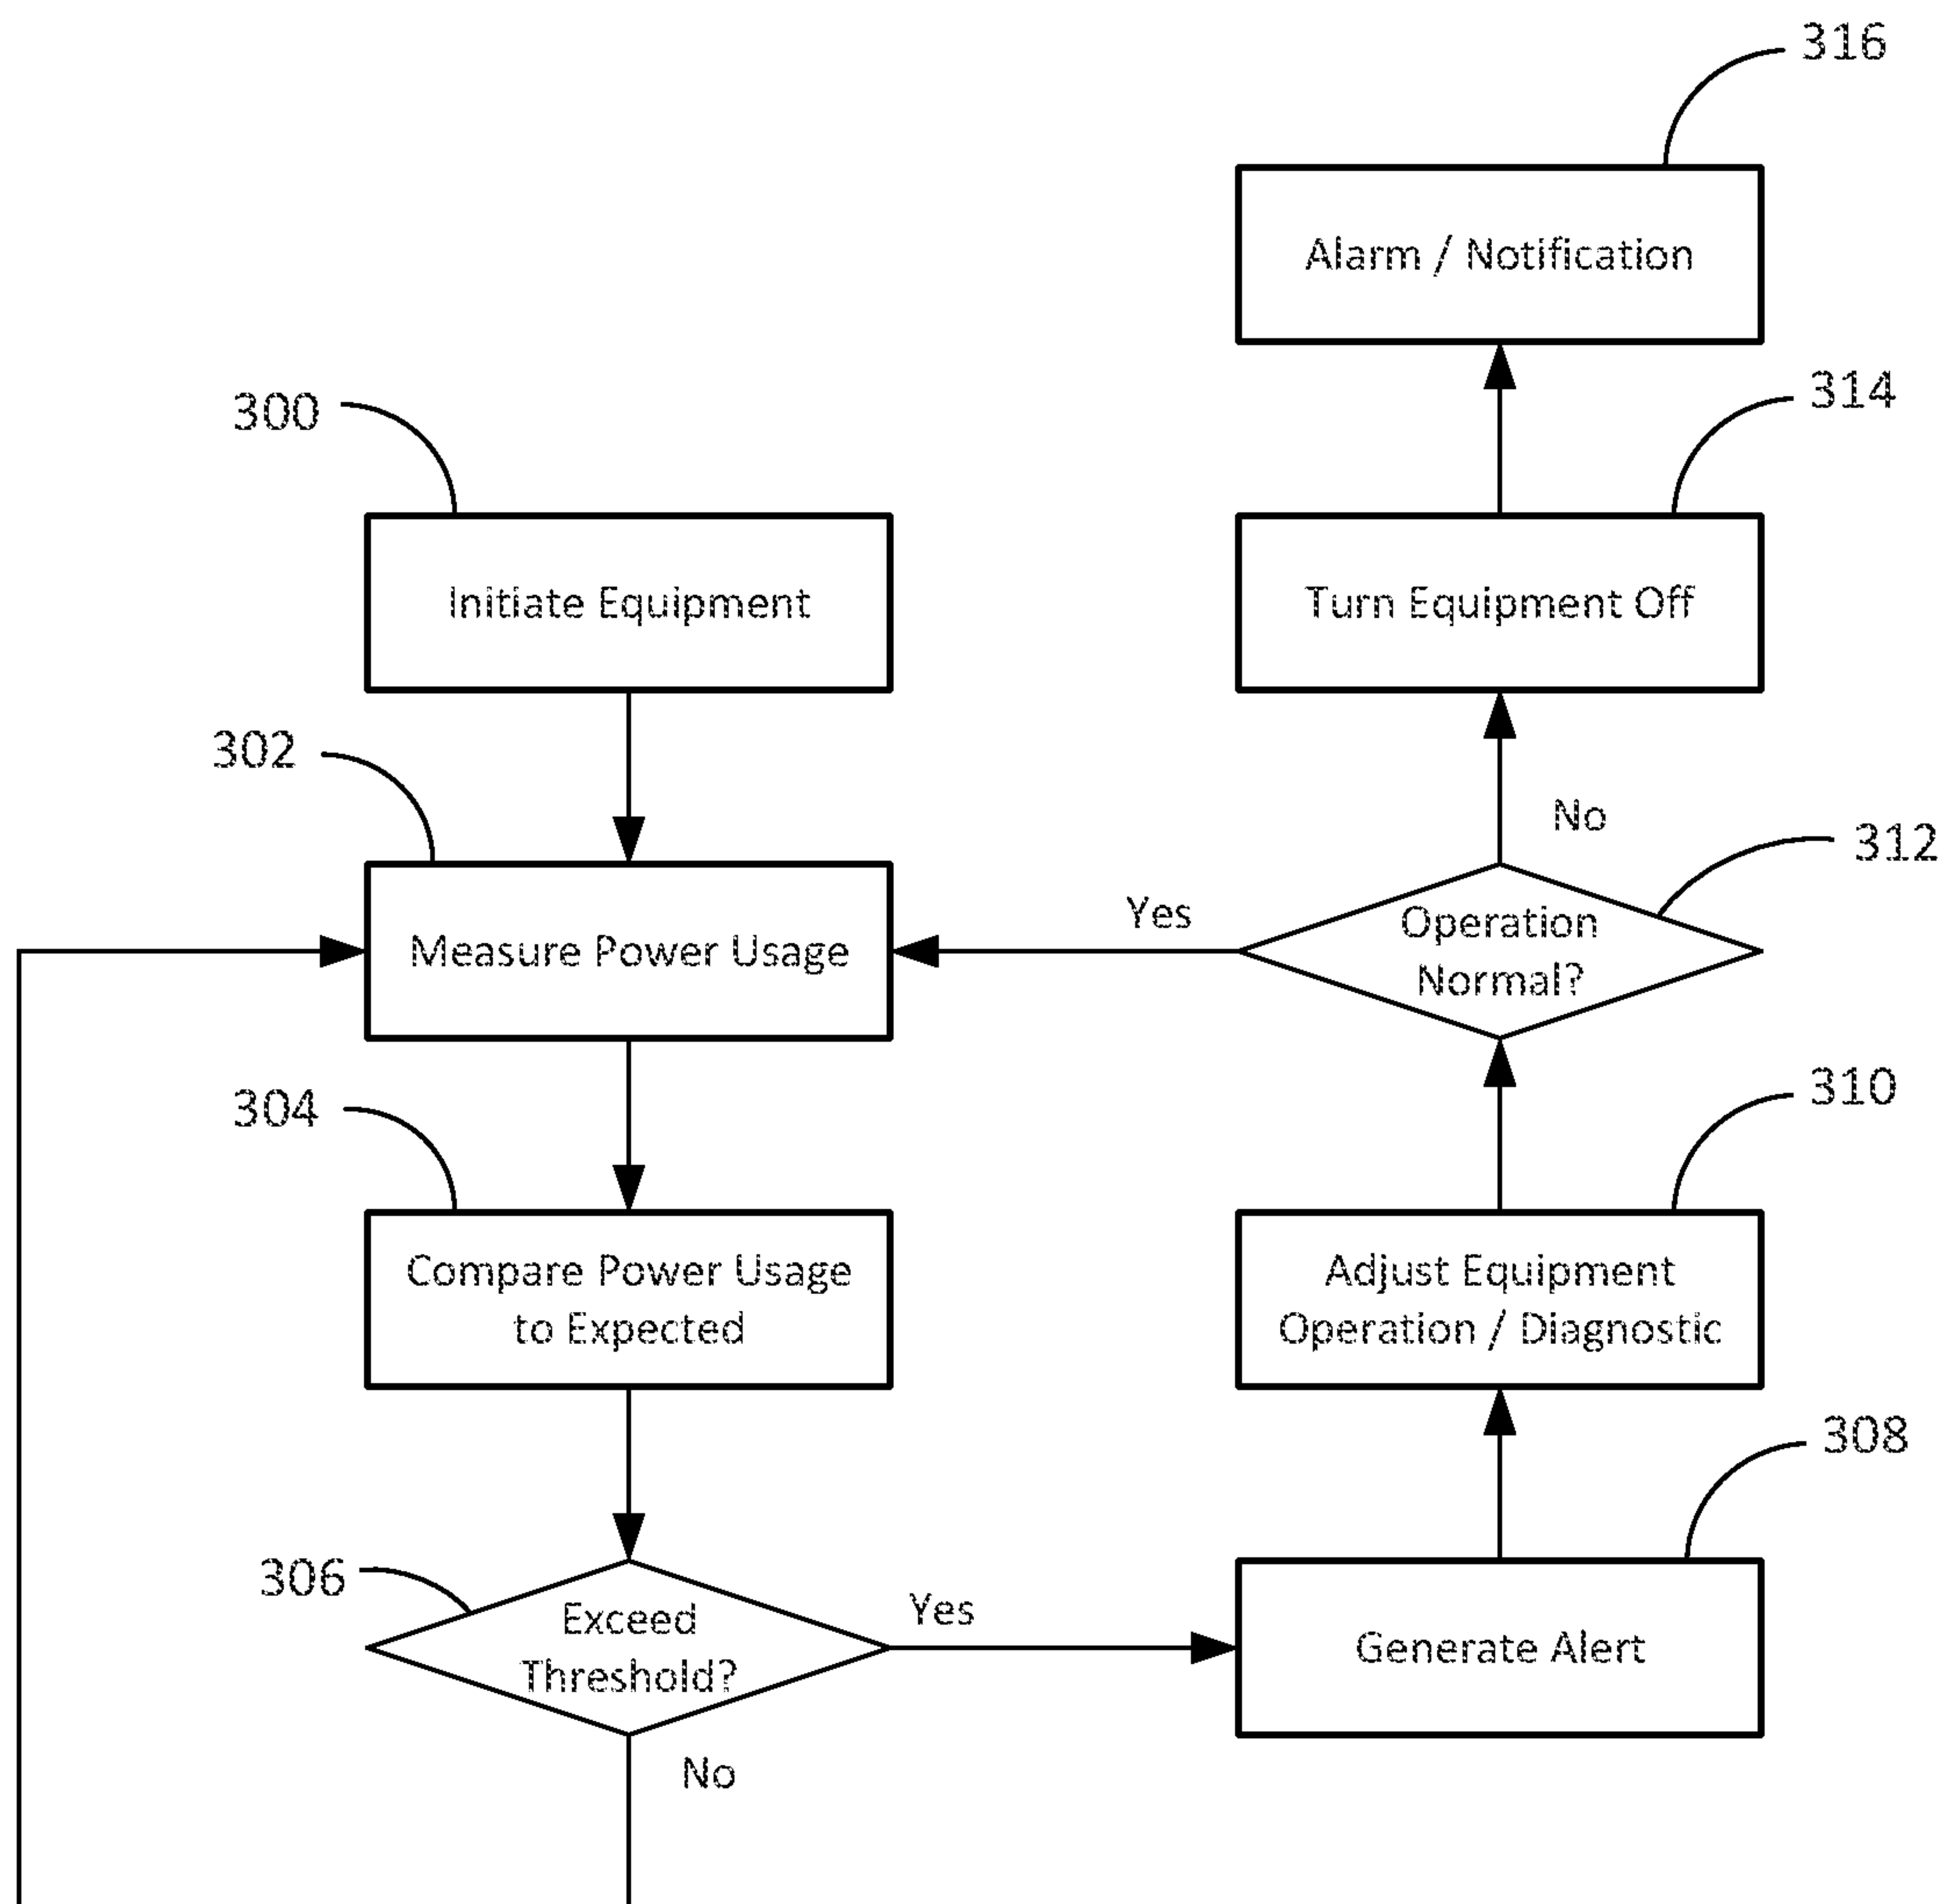 316
Alarm / Notification
314
300
Initiate Equipment
Turn Equipment Off
302
No
312
Yes
Operation
Normal?
Measure Power Usage
304
310
Compare Power Usage
to Expected
Adjust Equipment
Operation / Diagnostic
308
306
Exceed
Threshold?
Yes
Generate Alert
No